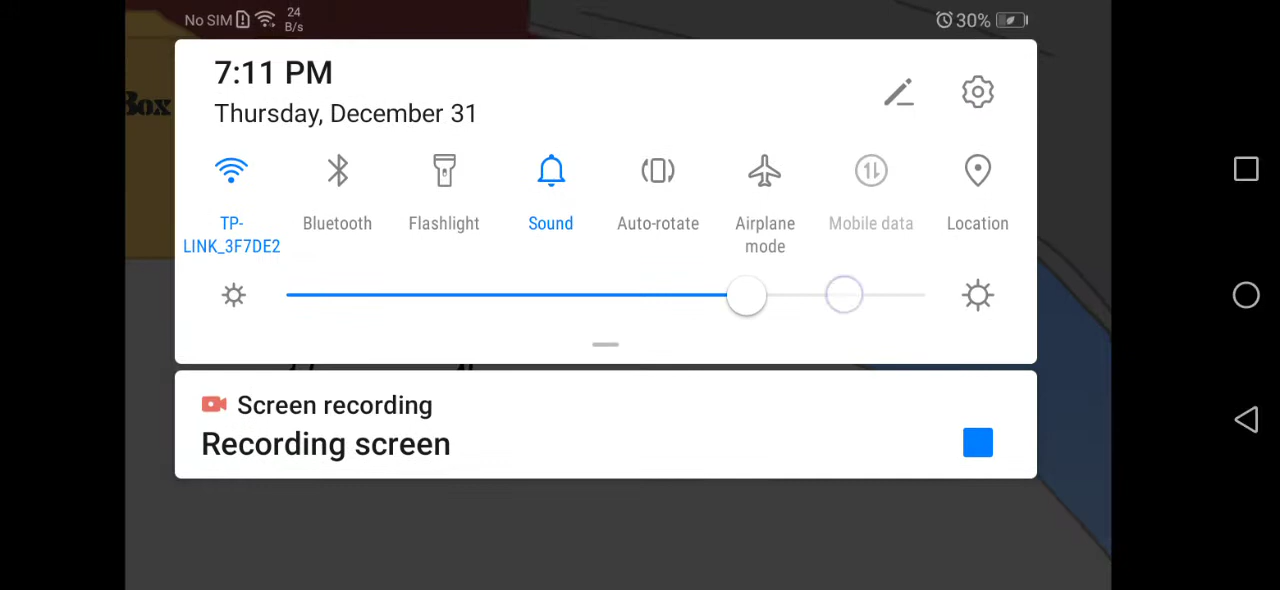 No SIM
24
B/s
30%
Box
7:11 PM
Thursday, December 31
TP-
LINK_3F7DE2
Bluetooth
Flashlight
Sound
Auto-rotate
Airplane
mode
Mobile data
Location
Screen recording
Recording screen